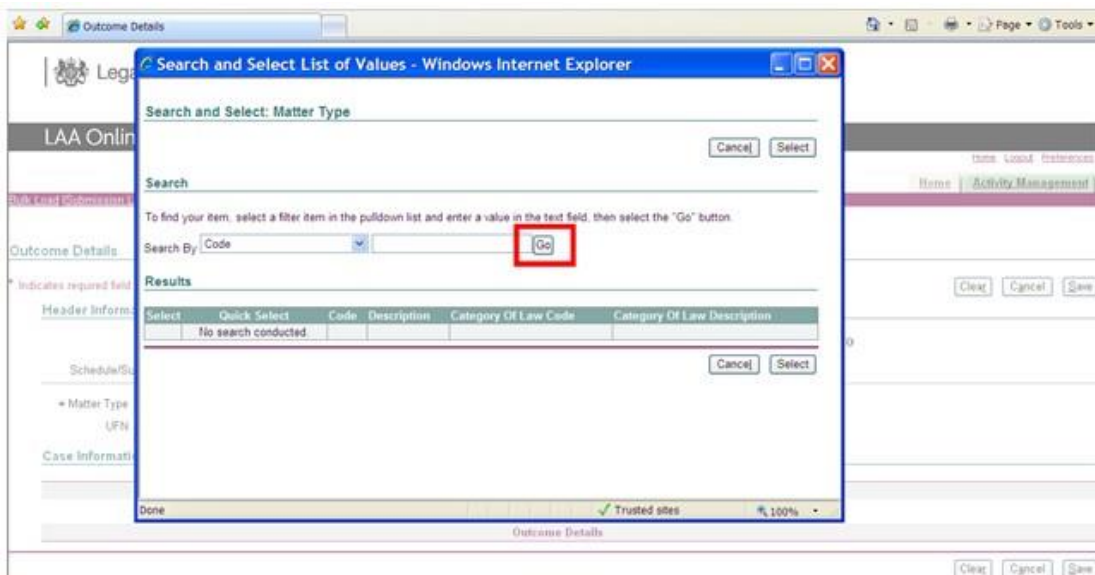 Outcome Details
Page
Tools
Lega
Search and Select List of Values - Windows Internet Explorer
Search and Select: Matter Type
LAA Onlin
Cancel Select
Home Logout Preferences
Search
Home Activity Management
Bulk Load
To find your item, select a filter item in the pulldown list and enter a value in the text field, then select the "Go" button.
Outcome Details
Search By Code Go
* Indicates required field
Results
Clear Cancel Save
Header Informa
Select Quick Select Code Description Category Of Law Code Category Of Law Description
No search conducted.
Cancel Select
Schedule/Su
* Matter Type
UFN
Case Informati
Done Trusted sites 100%
Outcome Details
Clear Cancel Save